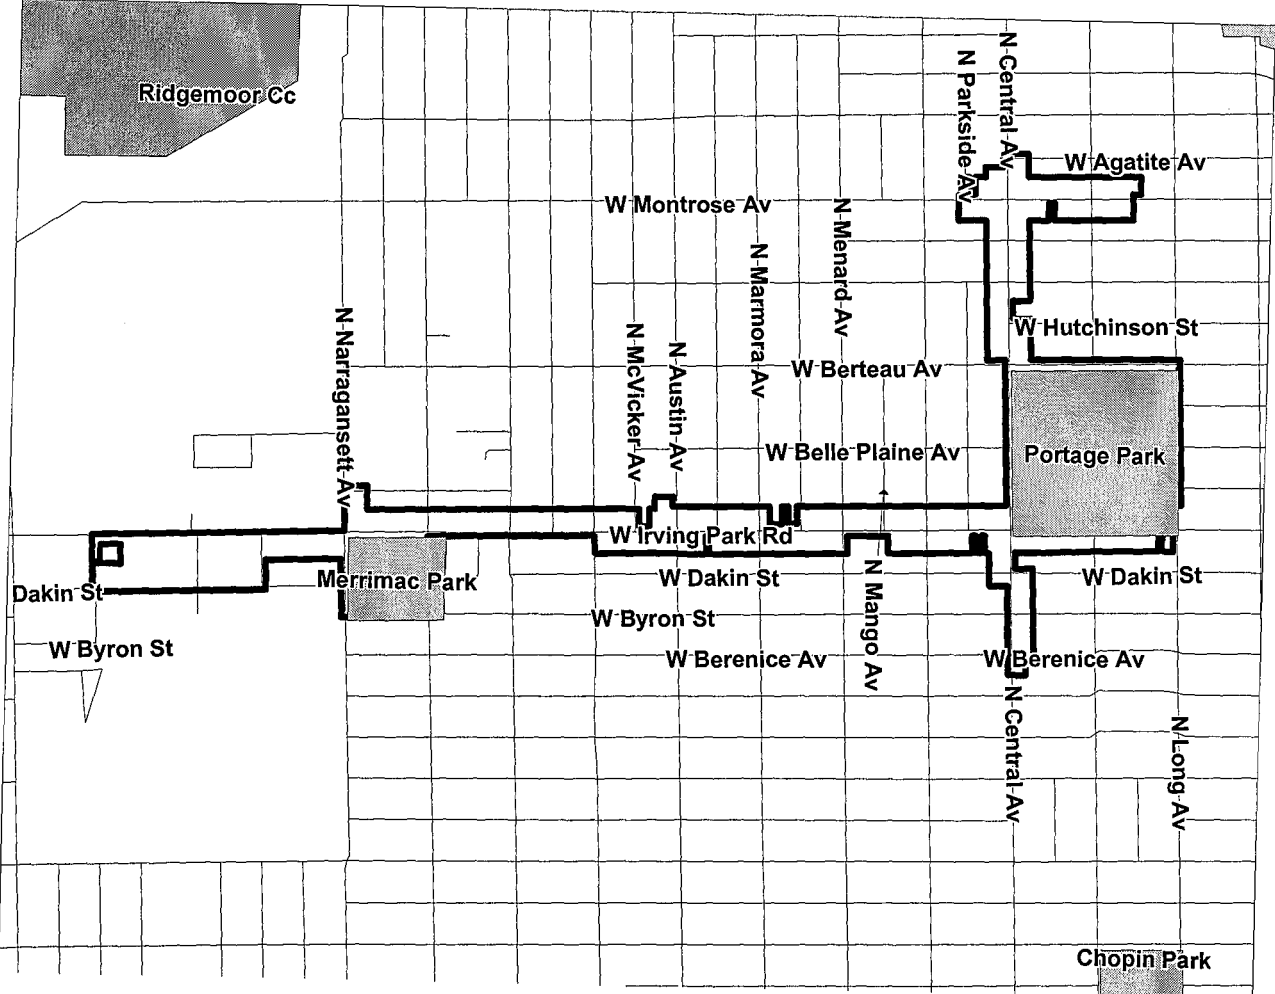 Ridgemoor Cc
N Central Av
N Parkside Av
W Agatite Av
W Montrose Av
N Menard Av
N Marmora Av
N Narragansett Av
N McVicker Av
N Austin Av
W Hutchinson St
W Berteau Av
W Belle Plaine Av
Portage Park
W Irving Park Rd
Dakin St
Merrimac Park
W Dakin St
W Dakin St
N Mango Av
W Byron St
W Byron St
W Berenice Av
W Berenice Av
N Central Av
N Long Av
Chopin Park